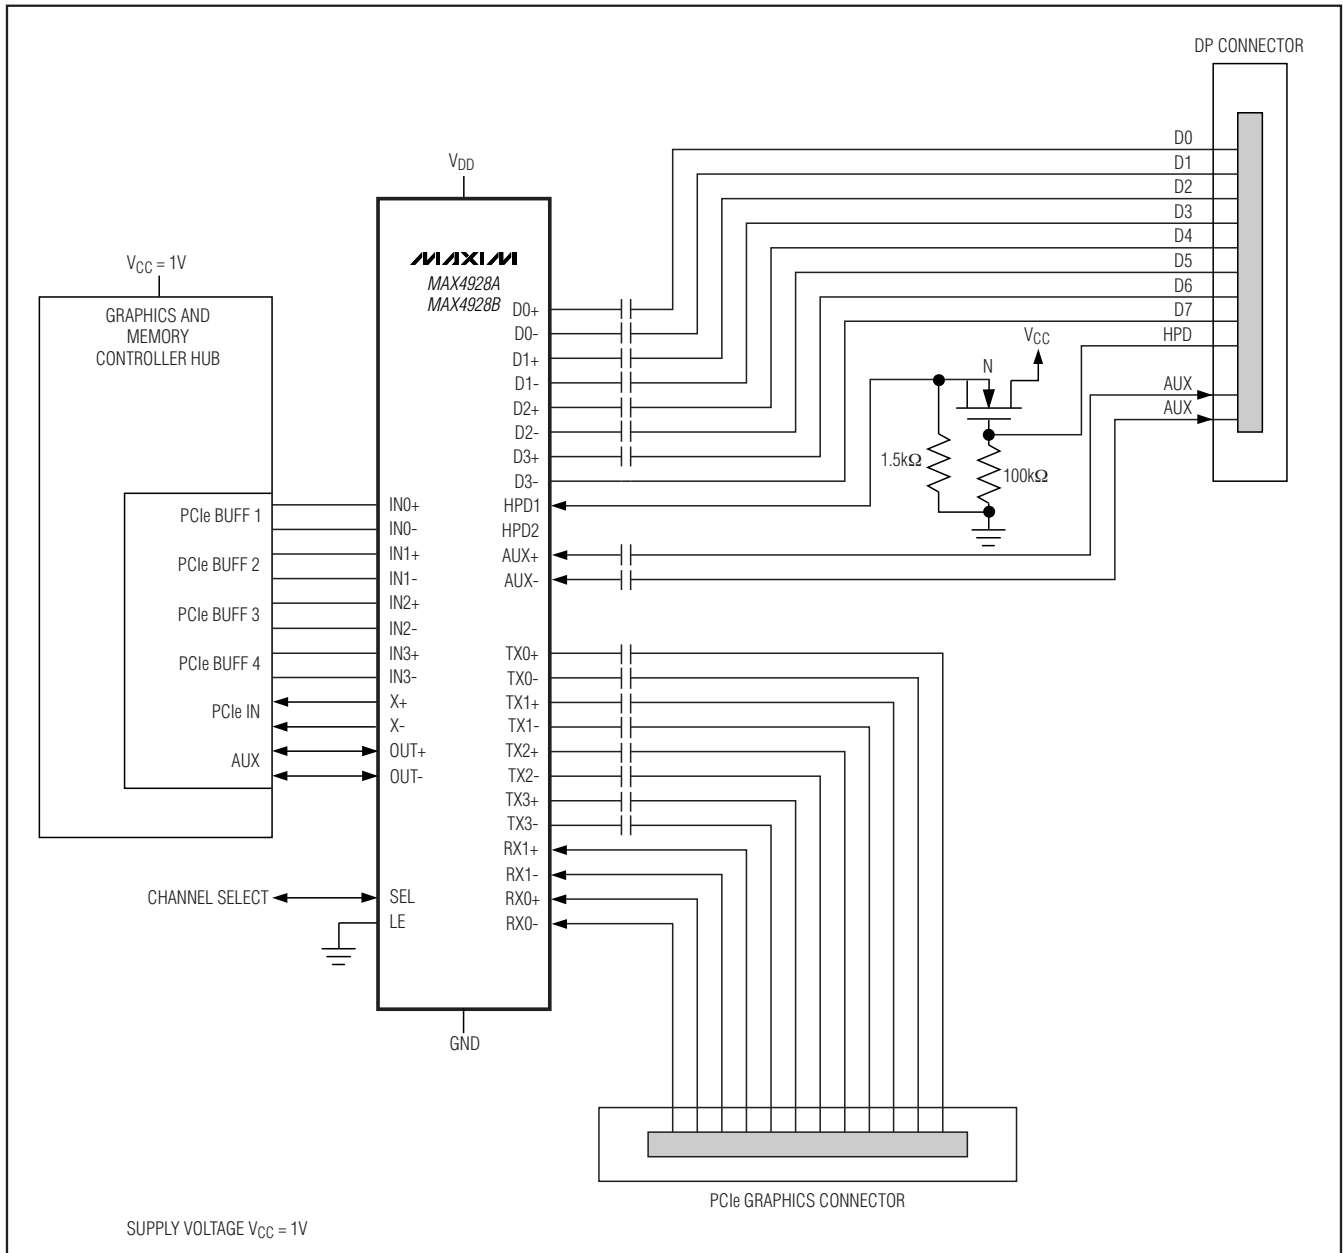 DP CONNECTOR
D0
D1
D2
D3
D4
D5
D6
D7
HPD
AUX
AUX
VDD
MAXIM
MAX4928A
MAX4928B
VCC = 1V
GRAPHICS AND
MEMORY
CONTROLLER HUB
D0+
D0-
D1+
D1-
D2+
D2-
D3+
D3-
HPD1
HPD2
AUX+
AUX-
VCC
N
1.5kΩ
100kΩ
PCIe BUFF 1
PCIe BUFF 2
PCIe BUFF 3
PCIe BUFF 4
PCIe IN
AUX
IN0+
IN0-
IN1+
IN1-
IN2+
IN2-
IN3+
IN3-
X+
X-
OUT+
OUT-
TX0+
TX0-
TX1+
TX1-
TX2+
TX2-
TX3+
TX3-
RX1+
RX1-
RX0+
RX0-
CHANNEL SELECT
SEL
LE
GND
PCIe GRAPHICS CONNECTOR
SUPPLY VOLTAGE VCC = 1V